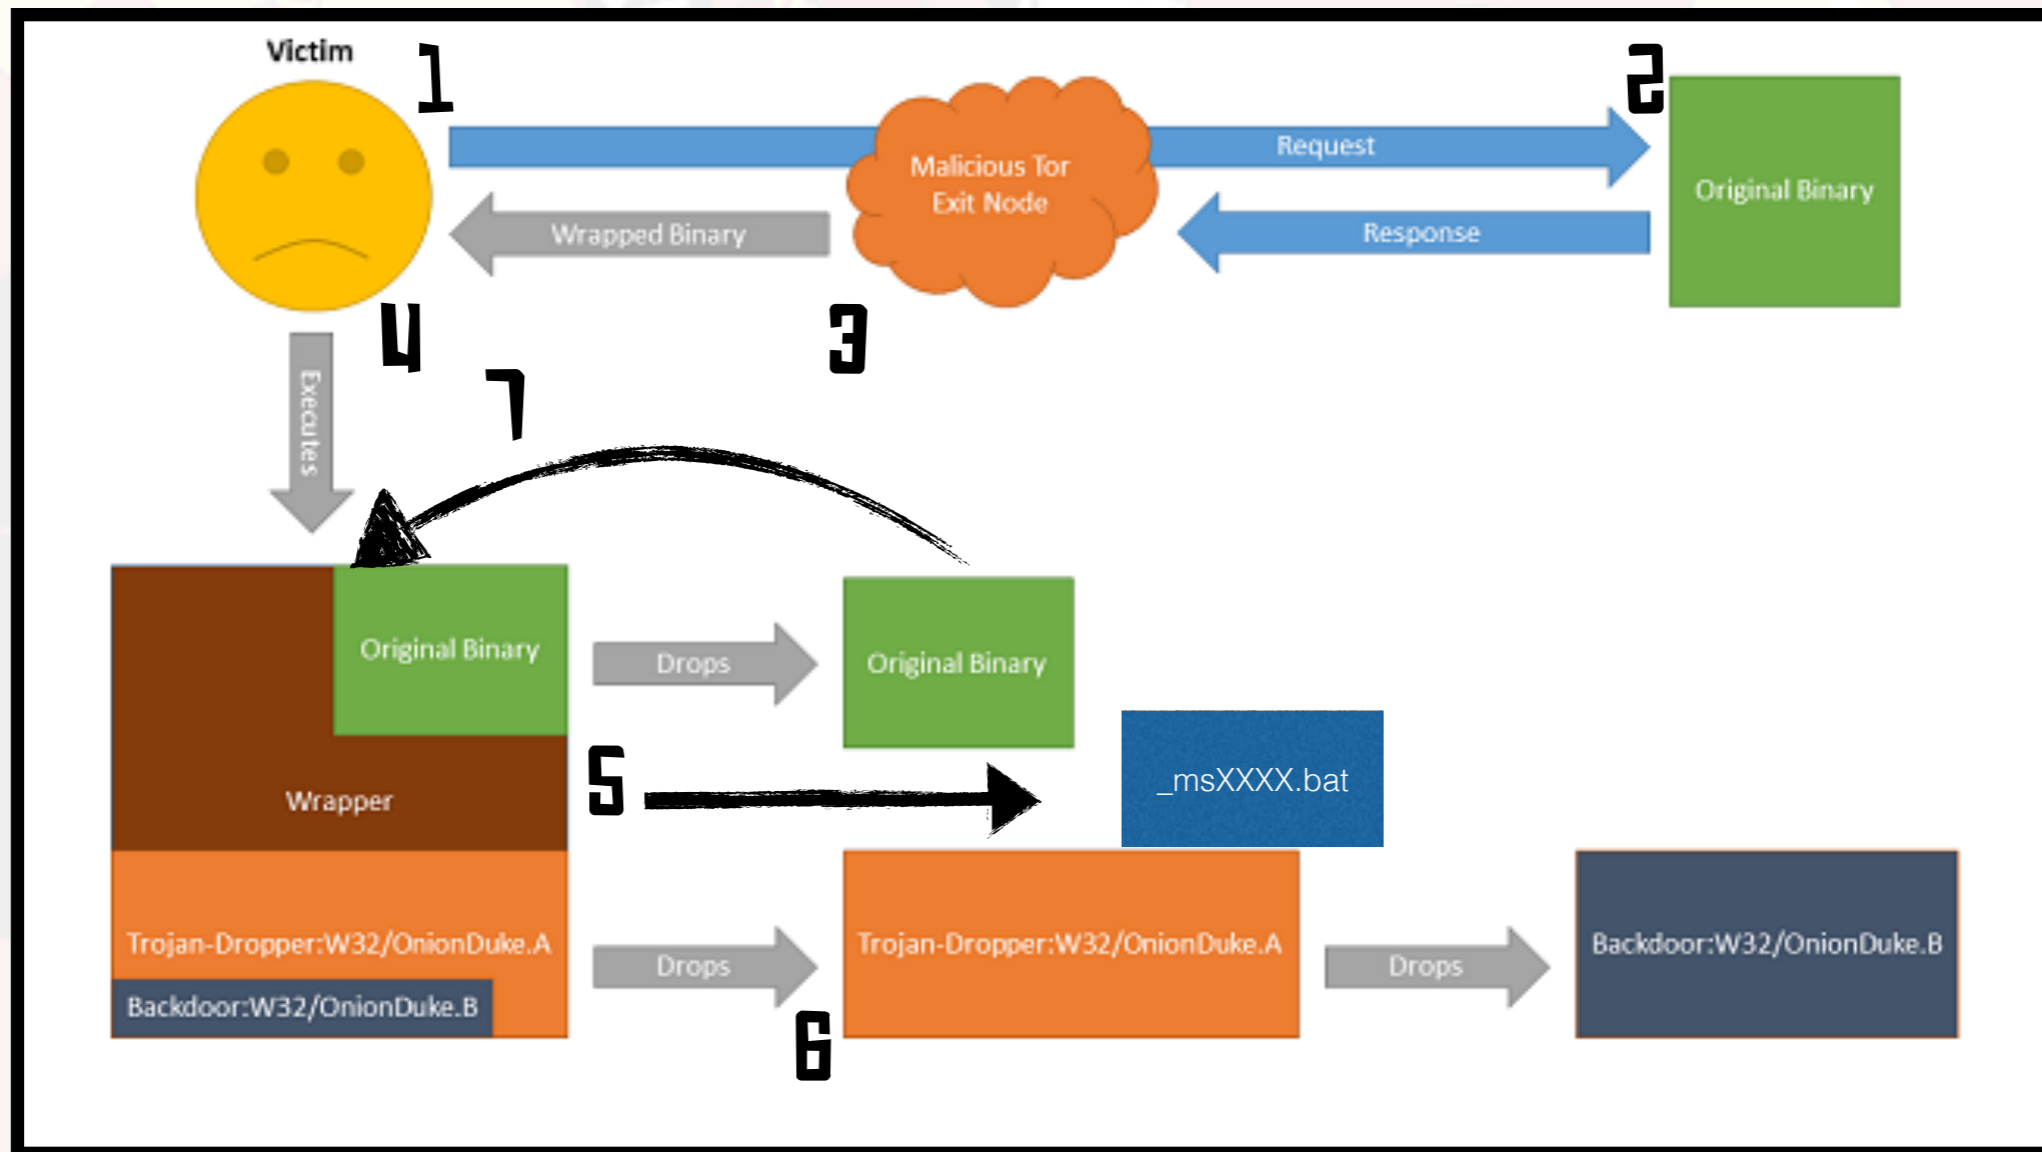 Victim
1
2
Request
Malicious Tor
Exit Node
Original Binary
Wrapped Binary
Response
4
3
Executes
7
Original Binary
Drops
Original Binary
5
_msXXXX.bat
Wrapper
Trojan-Dropper:W32/OnionDuke.A
Drops
Trojan-Dropper:W32/OnionDuke.A
Drops
Backdoor:W32/OnionDuke.B
Backdoor:W32/OnionDuke.B
6